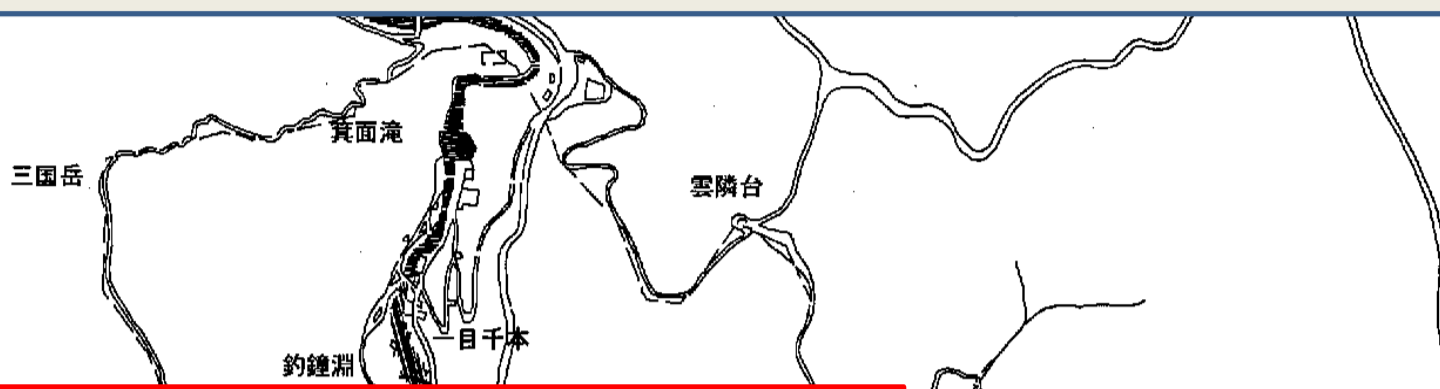 箕面滝
三国岳
雲隣台
一目千本
釣鐘淵